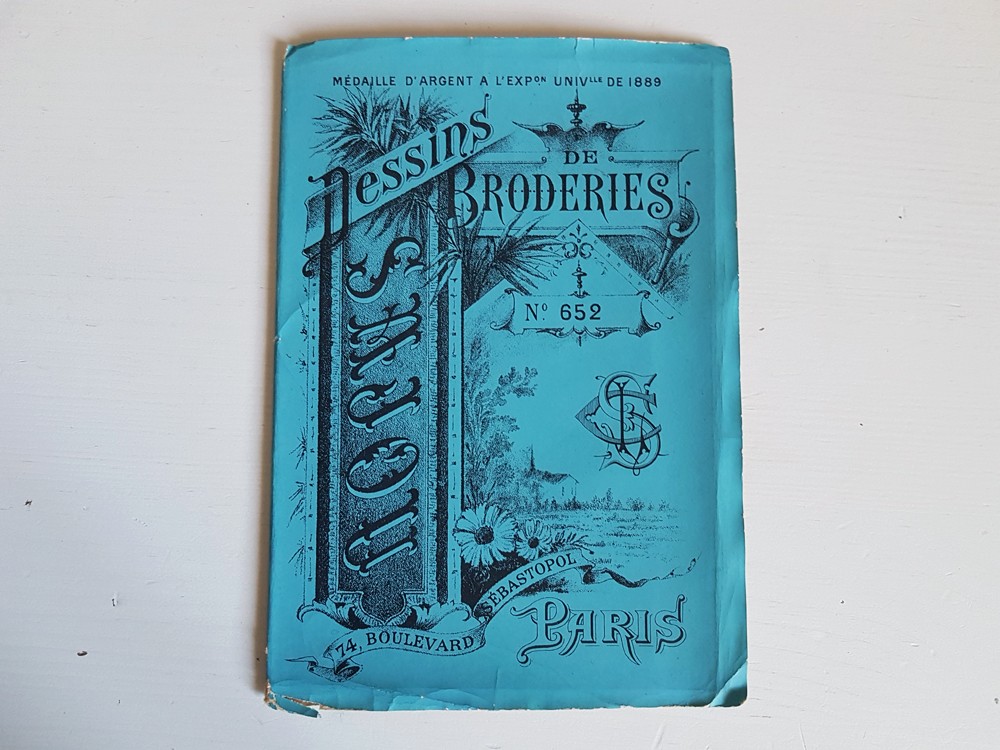 MÉDAILLE D'ARGENT A L'EXPON UNIVLLE DE 1889
Dessins
DE
BRODERIES
SAJOU
No 652
74, BOULEVARD SÉBASTOPOL
PARIS